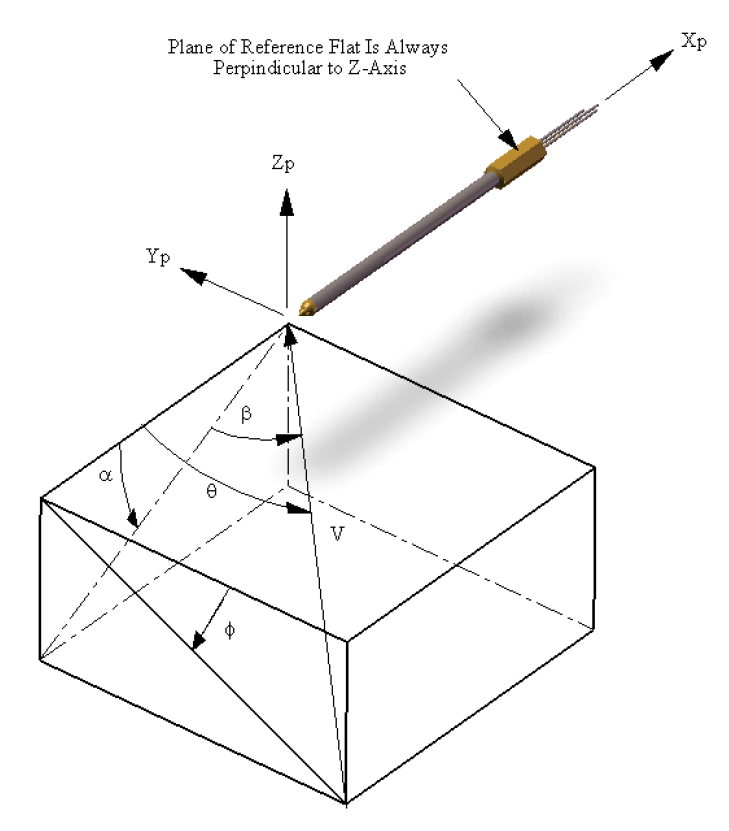 Plane of Reference Flat Is Always
Perpindicular to Z-Axis
Xp
Zp
Yp
β
α
θ
V
ϕ